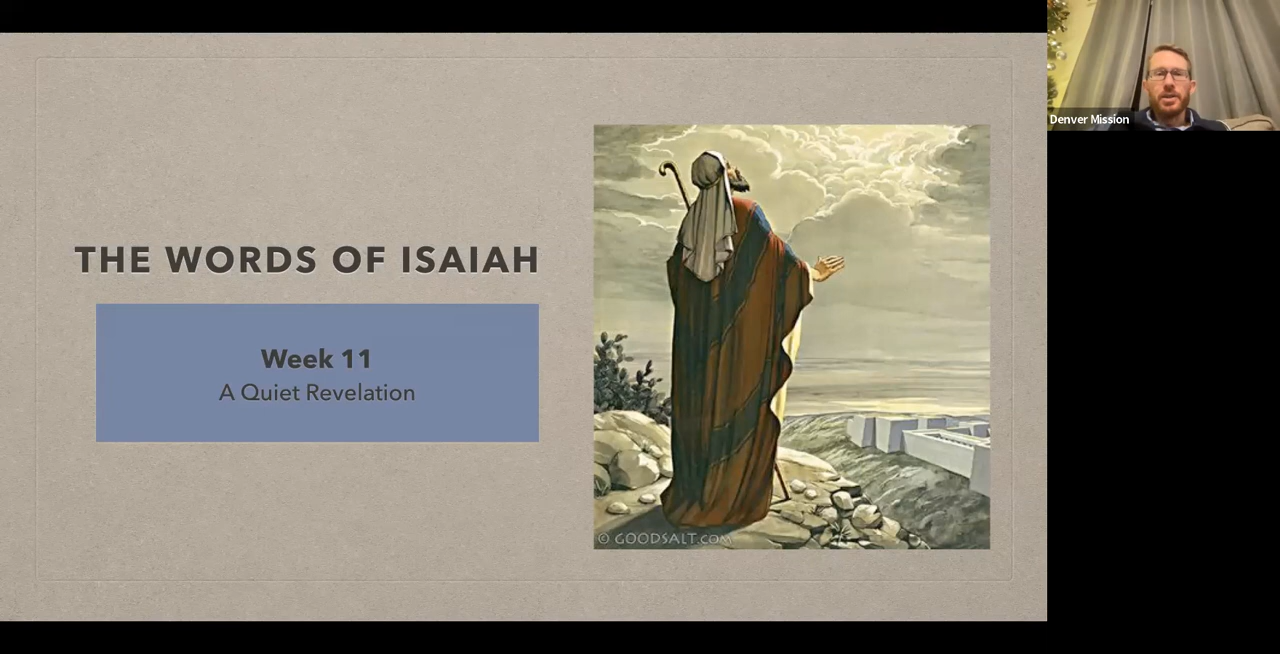 THE WORDS OF ISAIAH
Week 11
A Quiet Revelation
© GOODSALT.COM
Denver Mission